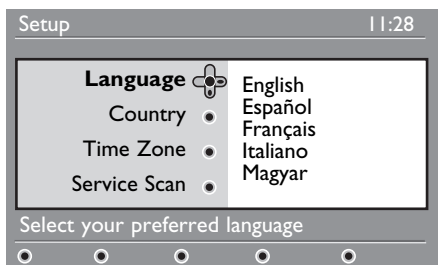 Setup 11:28
Language
Country
Time Zone
Service Scan
English
Español
Français
Italiano
Magyar
Select your preferred language